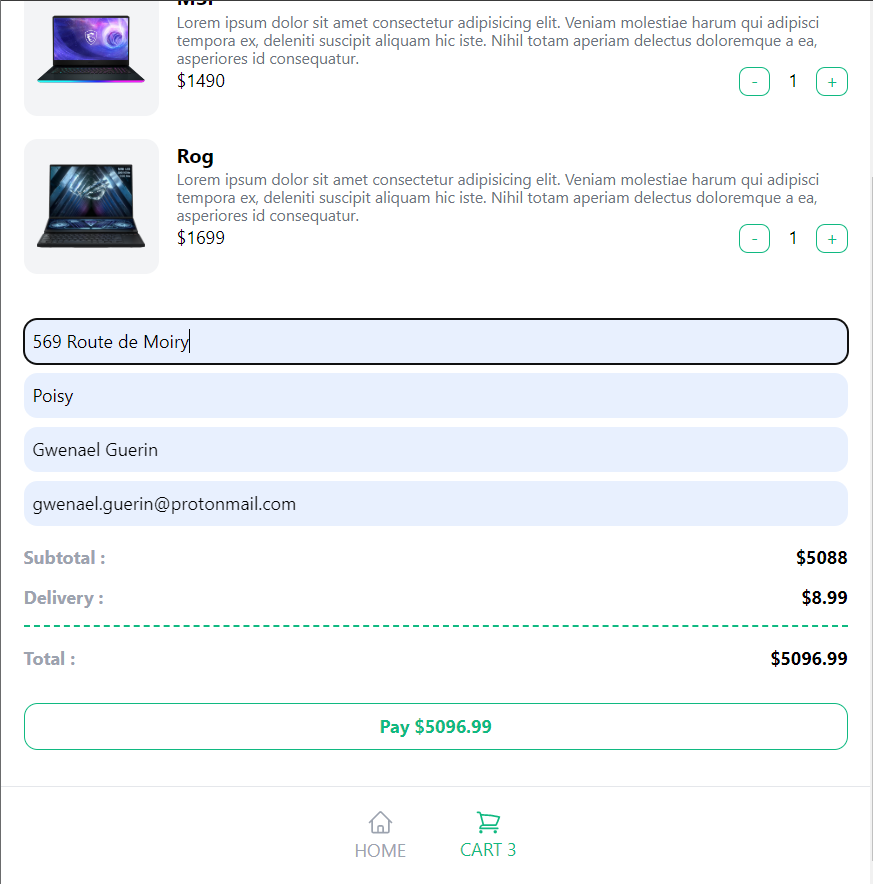 Lorem ipsum dolor sit amet consectetur adipisicing elit. Veniam molestiae harum qui adipisci
tempora ex, deleniti suscipit aliquam hic iste. Nihil totam aperiam delectus doloremque a ea,
asperiores id consequatur.
$1490
- 1 +
Rog
Lorem ipsum dolor sit amet consectetur adipisicing elit. Veniam molestiae harum qui adipisci
tempora ex, deleniti suscipit aliquam hic iste. Nihil totam aperiam delectus doloremque a ea,
asperiores id consequatur.
$1699
- 1 +
569 Route de Moiry
Poisy
Gwenael Guerin
gwenael.guerin@protonmail.com
Subtotal : $5088
Delivery : $8.99
Total : $5096.99
Pay $5096.99
HOME
CART 3